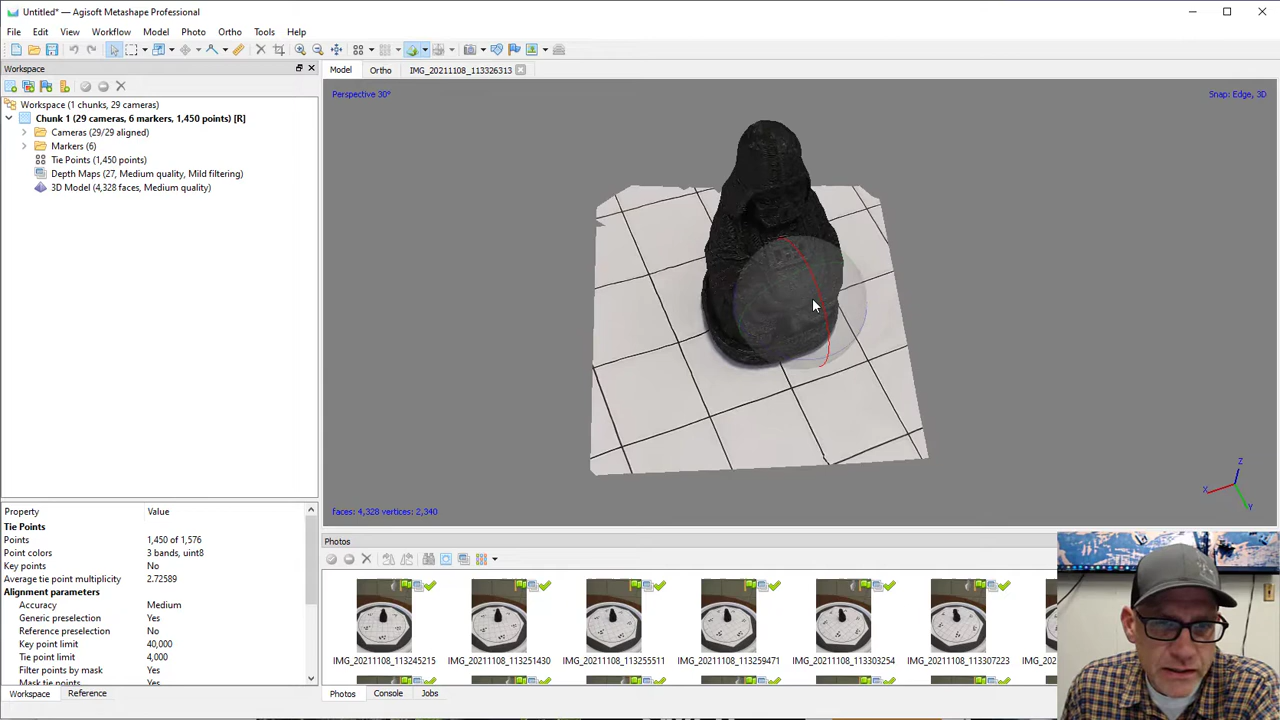 Untitled* — Agisoft Metashape Professional
File Edit View Workflow Model Photo Ortho Tools Help
Workspace
Workspace (1 chunks, 29 cameras)
Chunk 1 (29 cameras, 6 markers, 1,450 points) [R]
Cameras (29/29 aligned)
Markers (6)
Tie Points (1,450 points)
Depth Maps (27, Medium quality, Mild filtering)
3D Model (4,328 faces, Medium quality)
Property Value
Tie Points
Points 1,450 of 1,576
Point colors 3 bands, uint8
Key points No
Average tie point multiplicity 2.72589
Alignment parameters
Accuracy Medium
Generic preselection Yes
Reference preselection No
Key point limit 40,000
Tie point limit 4,000
Filter points by mask Yes
Mask tie points Yes
Workspace Reference
Model Ortho IMG_20211108_113326313
Perspective 30° Snap: Edge, 3D
Z
X
Y
faces: 4,328 vertices: 2,340
Photos
IMG_20211108_113245215 IMG_20211108_113251430 IMG_20211108_113255511 IMG_20211108_113259471 IMG_20211108_113303254 IMG_20211108_113307223
Photos Console Jobs